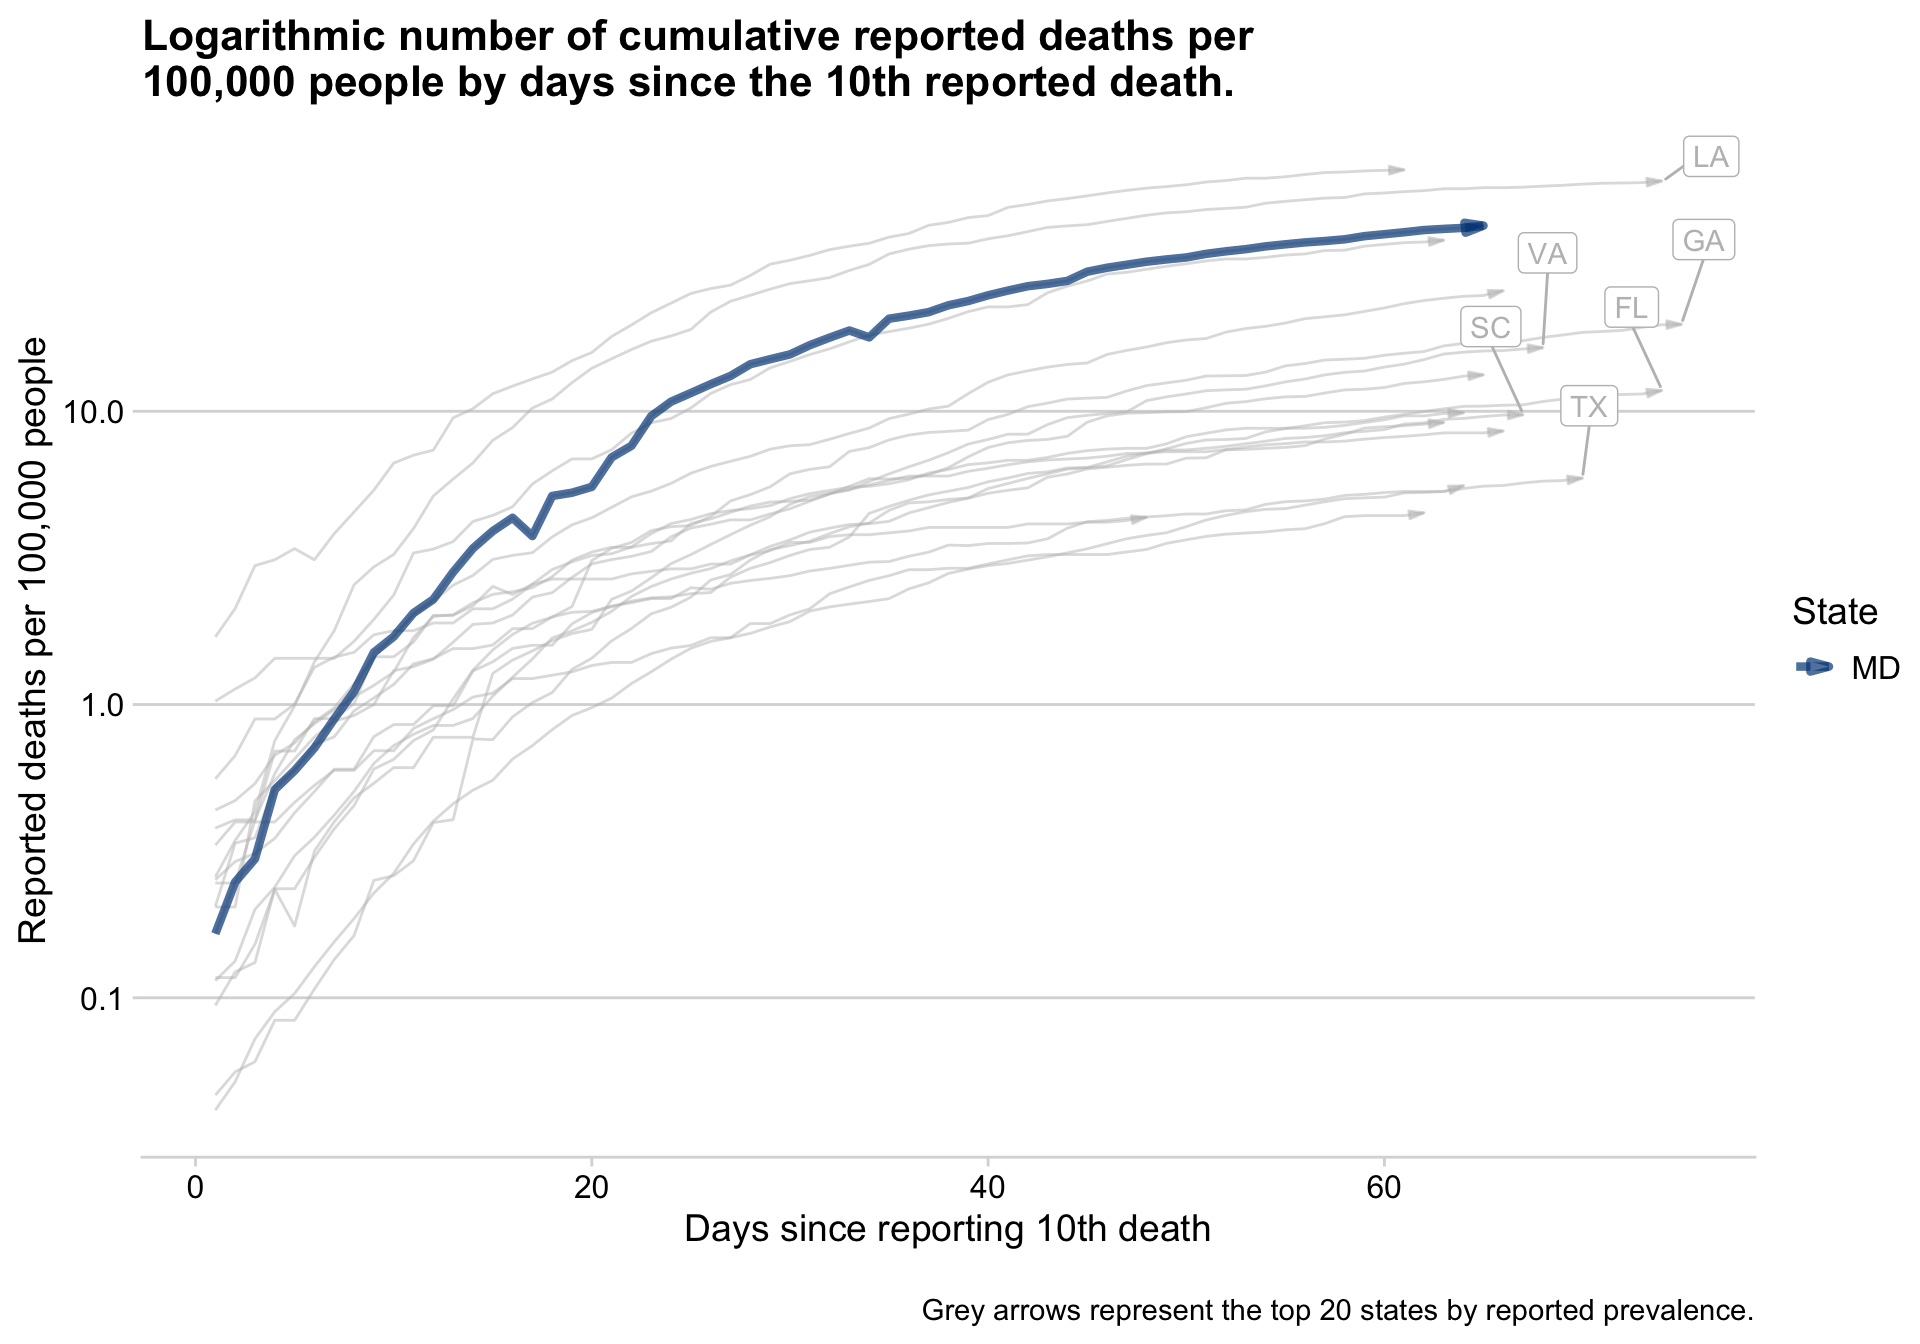 Logarithmic number of cumulative reported deaths per
100,000 people by days since the 10th reported death.
LA
GA
VA
FL
SC
TX
10.0
1.0
0.1
Reported deaths per 100,000 people
State
MD
0
20
40
60
Days since reporting 10th death
Grey arrows represent the top 20 states by reported prevalence.